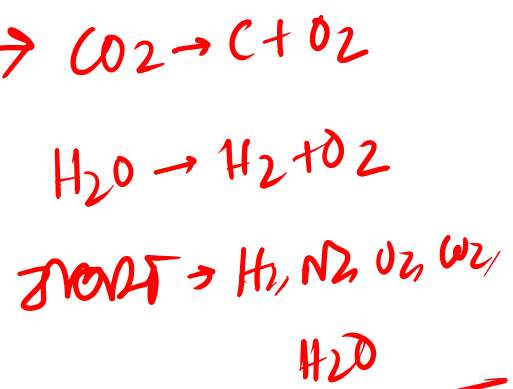 → CO2 → C + O2
H2O → H2 + O2
→ H2, N2, O2, CO2,
H2O